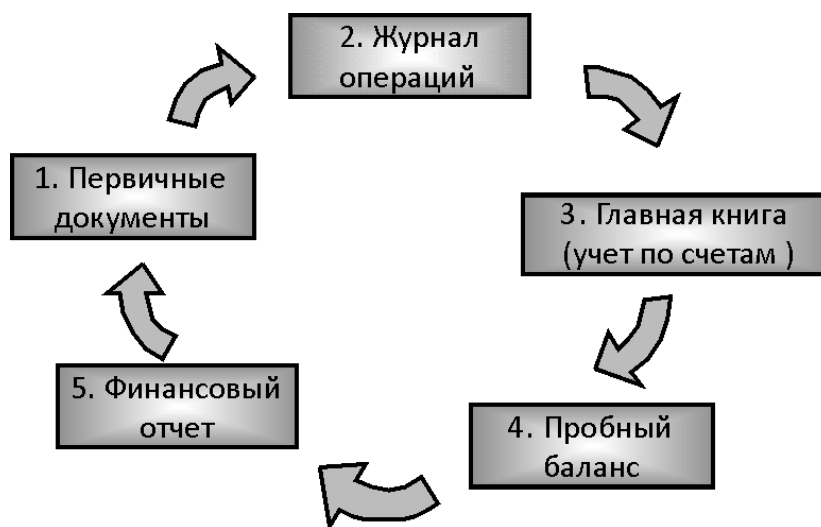 2. Журнал
операций
1. Первичные
документы
3. Главная книга
(учет по счетам )
4. Пробный
баланс
5. Финансовый
отчет